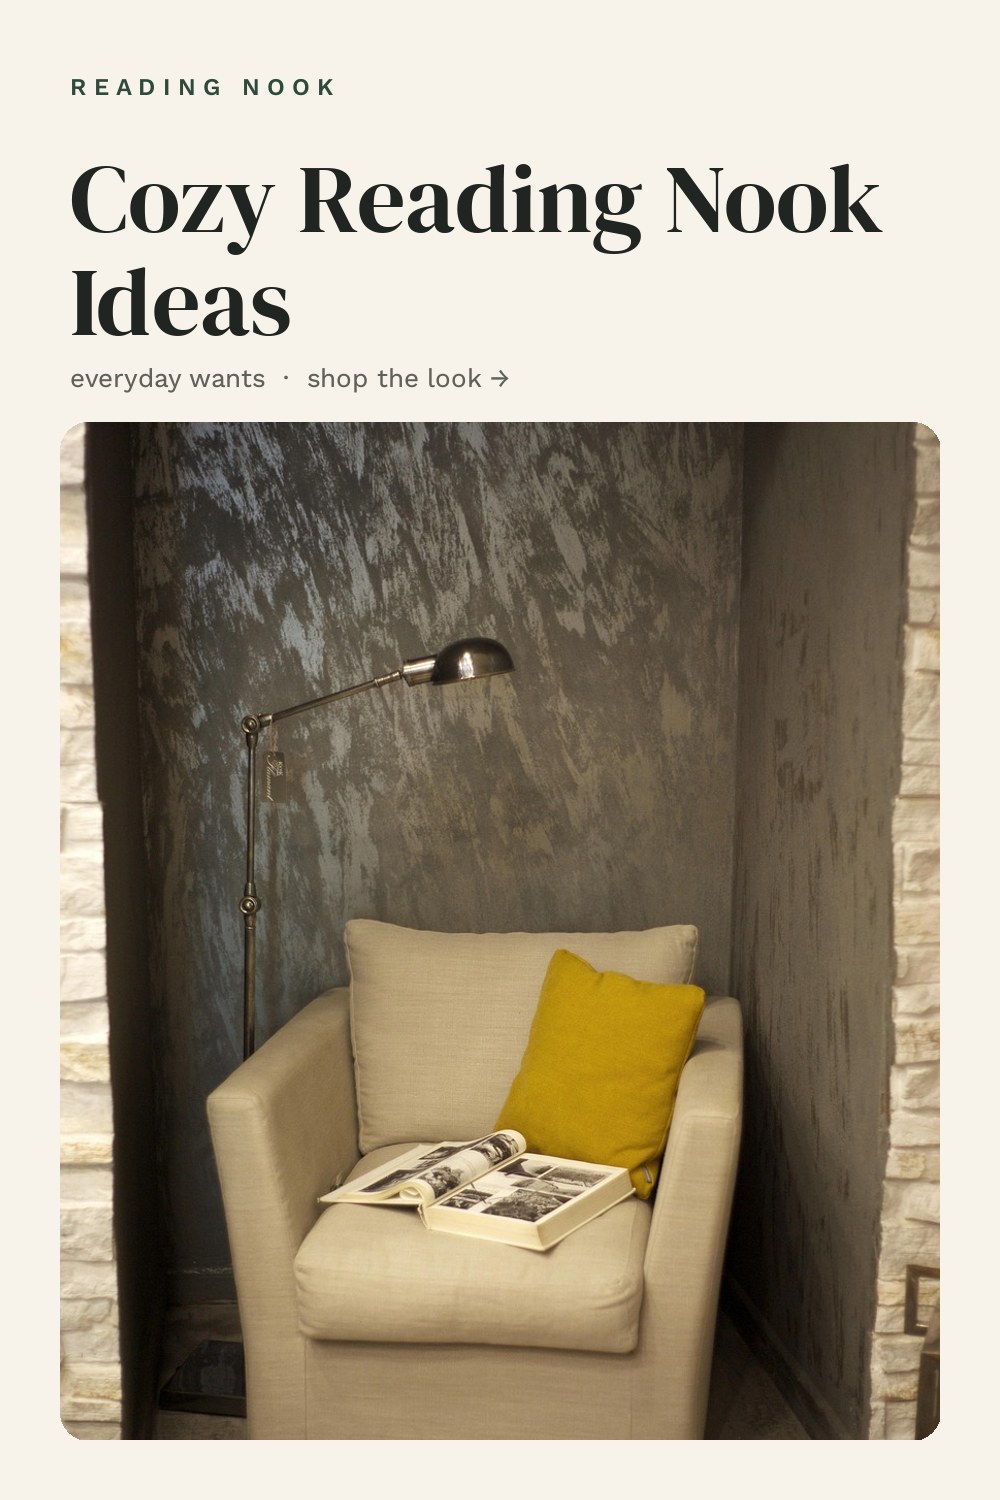 READING NOOK
Cozy Reading Nook
Ideas
everyday wants · shop the look →